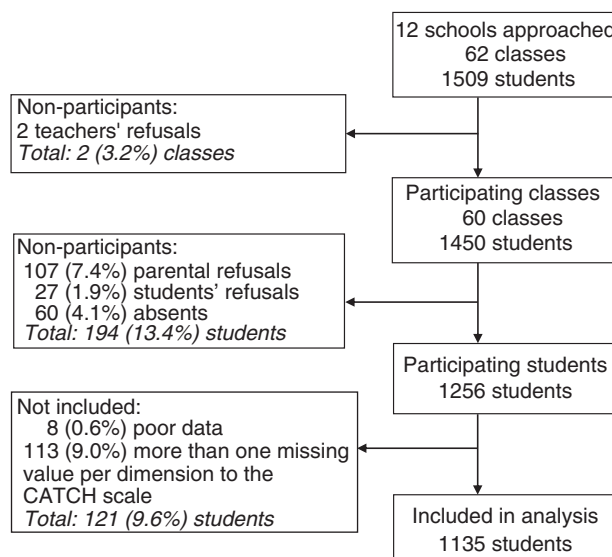 12 schools approached
62 classes
1509 students
Non-participants:
2 teachers' refusals
Total: 2 (3.2%) classes
Participating classes
60 classes
1450 students
Non-participants:
107 (7.4%) parental refusals
27 (1.9%) students’ refusals
60 (4.1%) absents
Total: 194 (13.4%) students
Participating students
1256 students
Not included:
8 (0.6%) poor data
113 (9.0%) more than one missing
value per dimension to the
CATCH scale
Total: 121 (9.6%) students
Included in analysis
1135 students